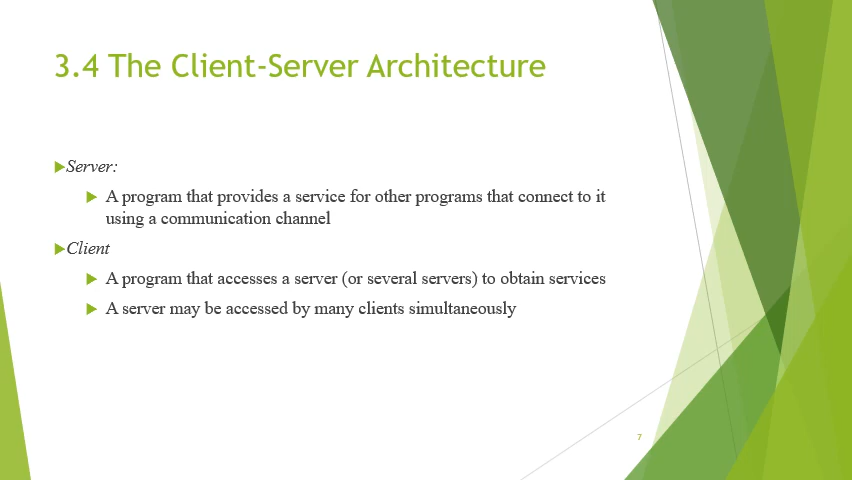 3.4 The Client-Server Architecture
Server:
A program that provides a service for other programs that connect to it
using a communication channel
Client
A program that accesses a server (or several servers) to obtain services
A server may be accessed by many clients simultaneously
7